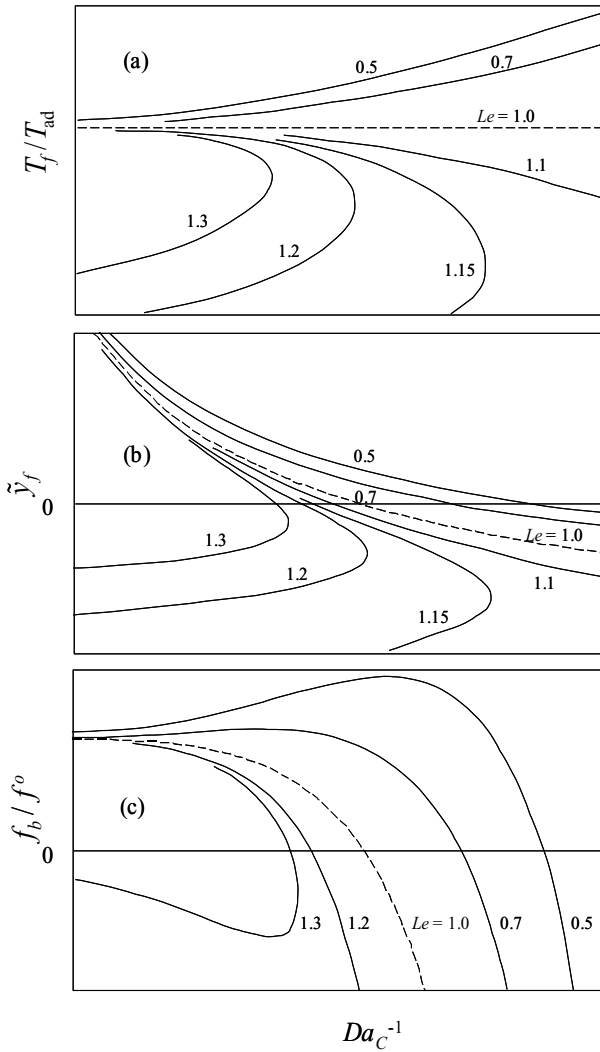 (a)
0.5
0.7
Le = 1.0
1.1
1.3
1.2
1.15
T_f / T_ad
(b)
0.5
0.7
Le = 1.0
1.1
1.3
1.2
1.15
0
ỹ_f
(c)
0
1.3
1.2
Le = 1.0
0.7
0.5
f_b / f^o
Da_C^-1